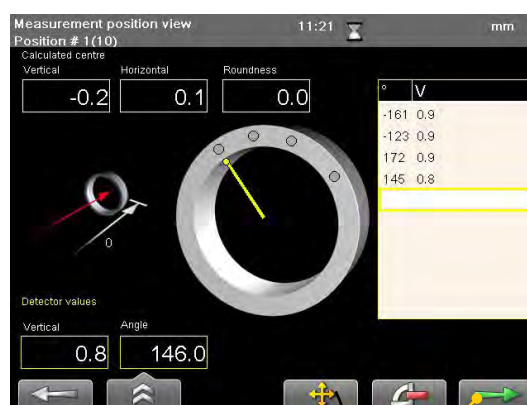 Measurement position view 11:21 mm
Position # 1(10)
Calculated centre
Vertical Horizontal Roundness
-0.2 0.1 0.0
° V
-161 0.9
-123 0.9
172 0.9
145 0.8
0
Detector values
Vertical Angle
0.8 146.0